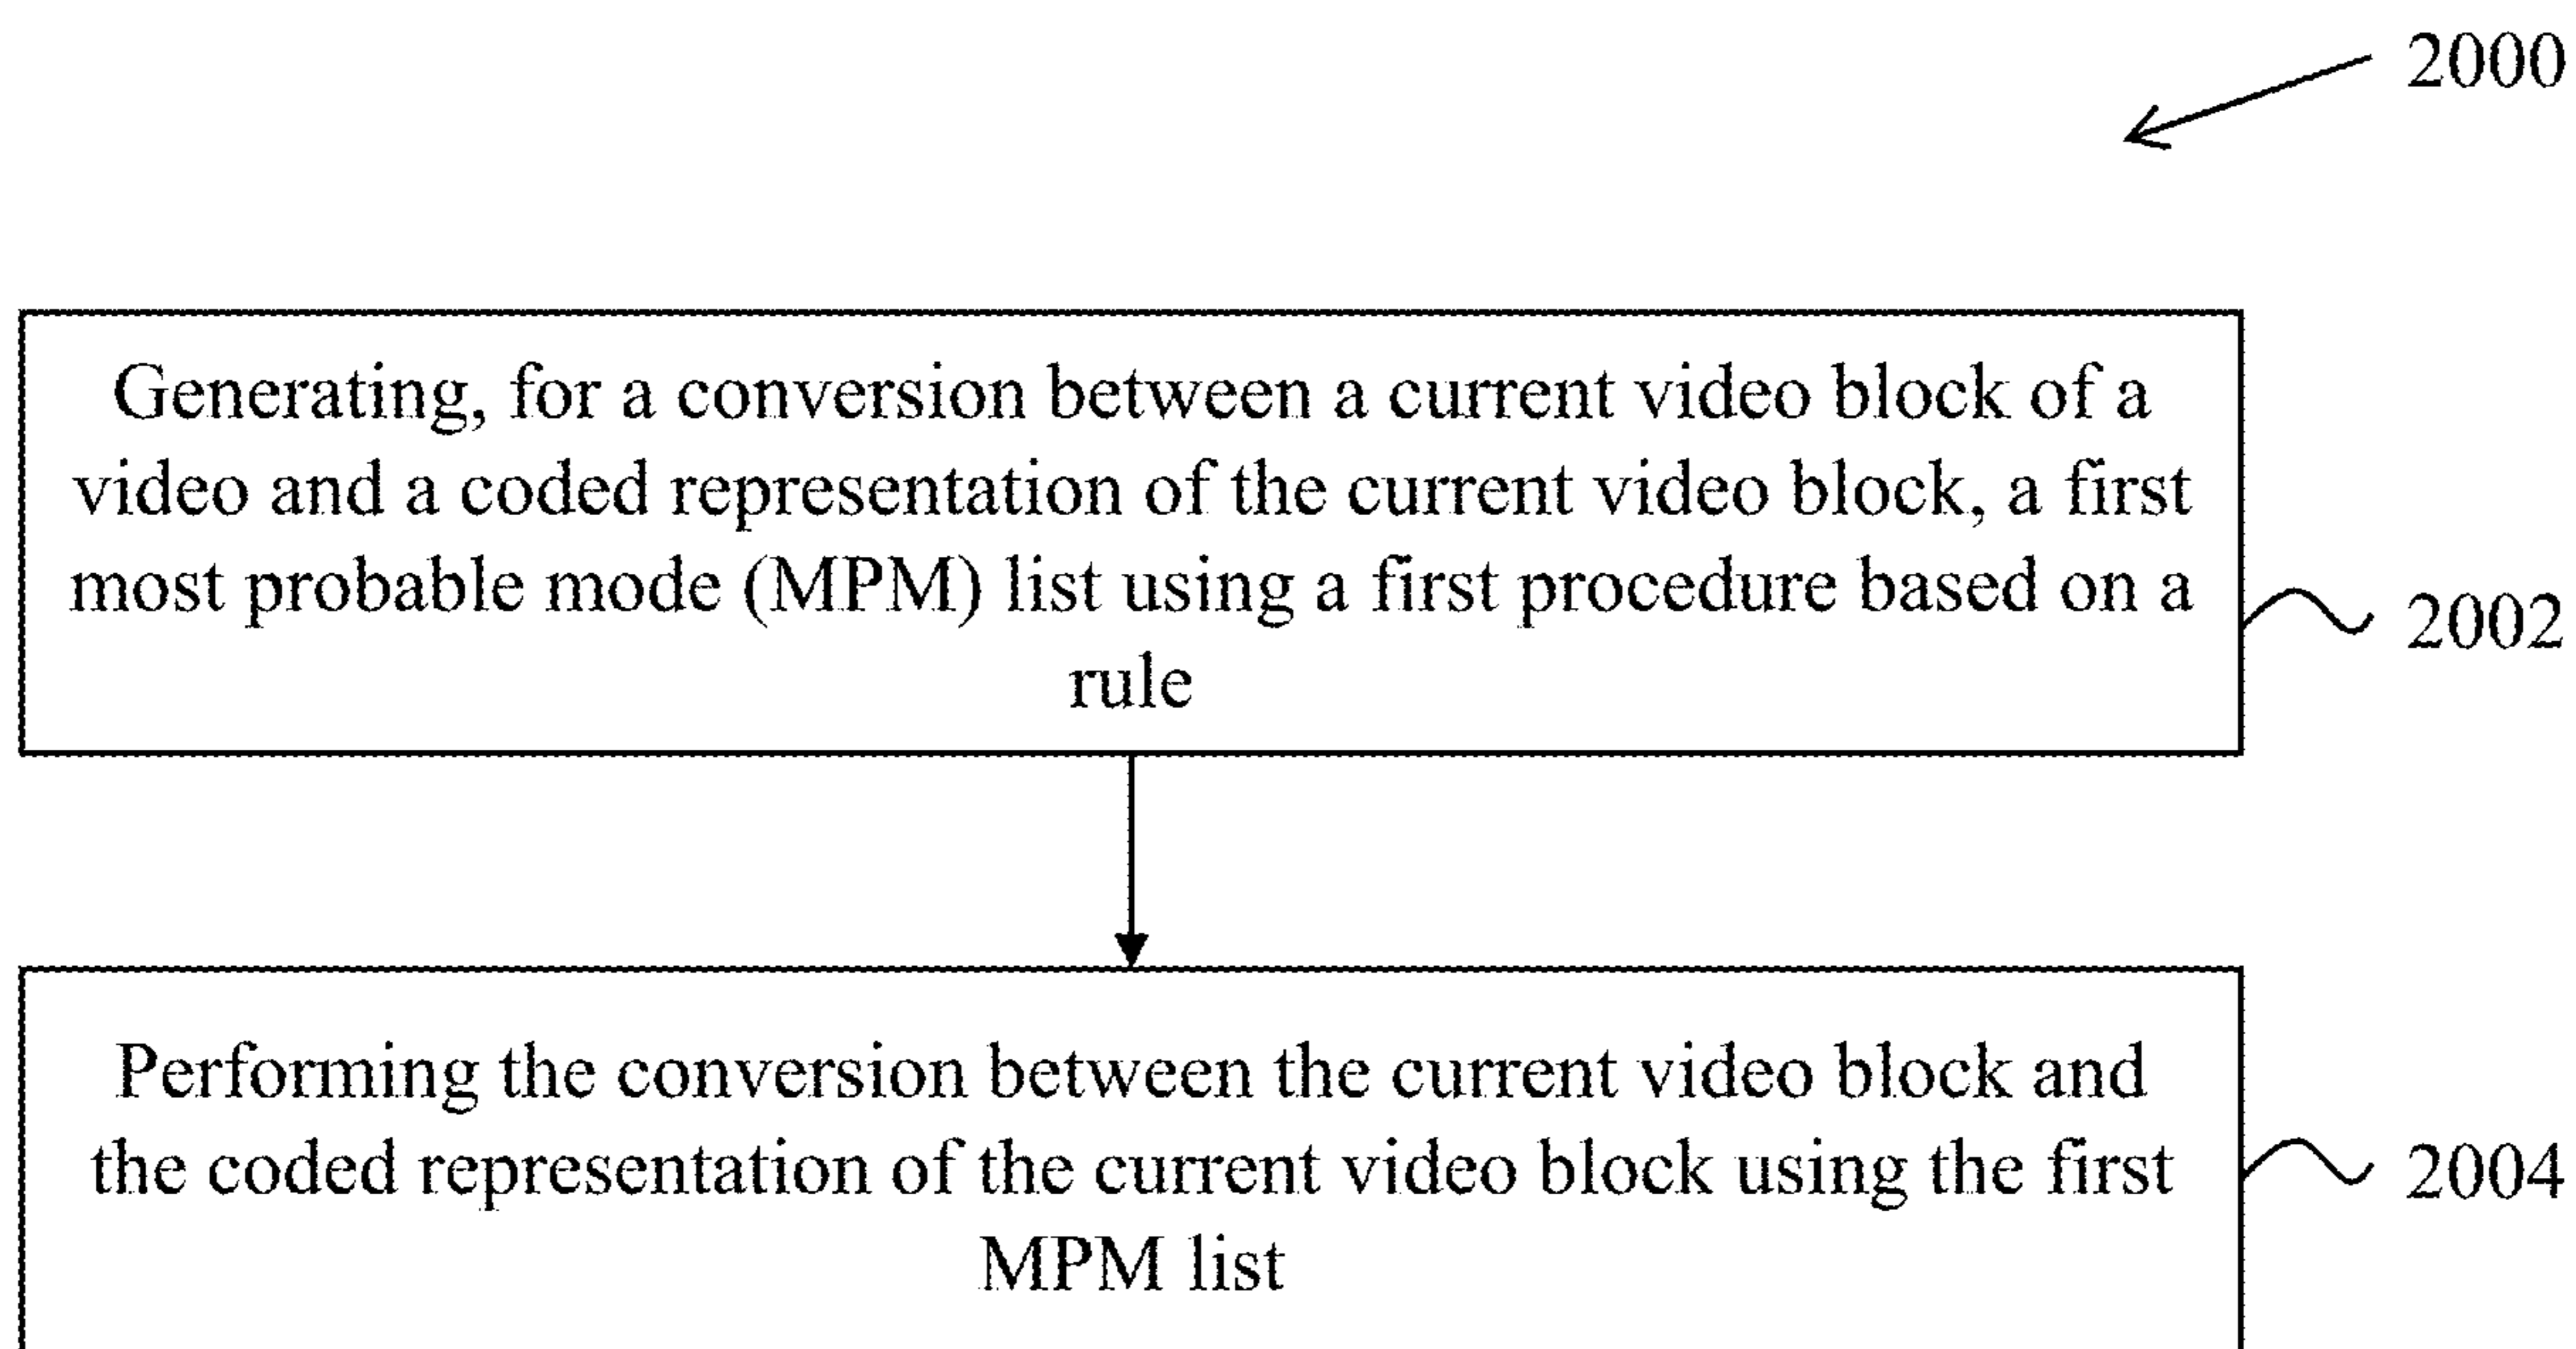 2000
Generating, for a conversion between a current video block of a
video and a coded representation of the current video block, a first
most probable mode (MPM) list using a first procedure based on a
rule
2002
Performing the conversion between the current video block and
the coded representation of the current video block using the first
MPM list
2004